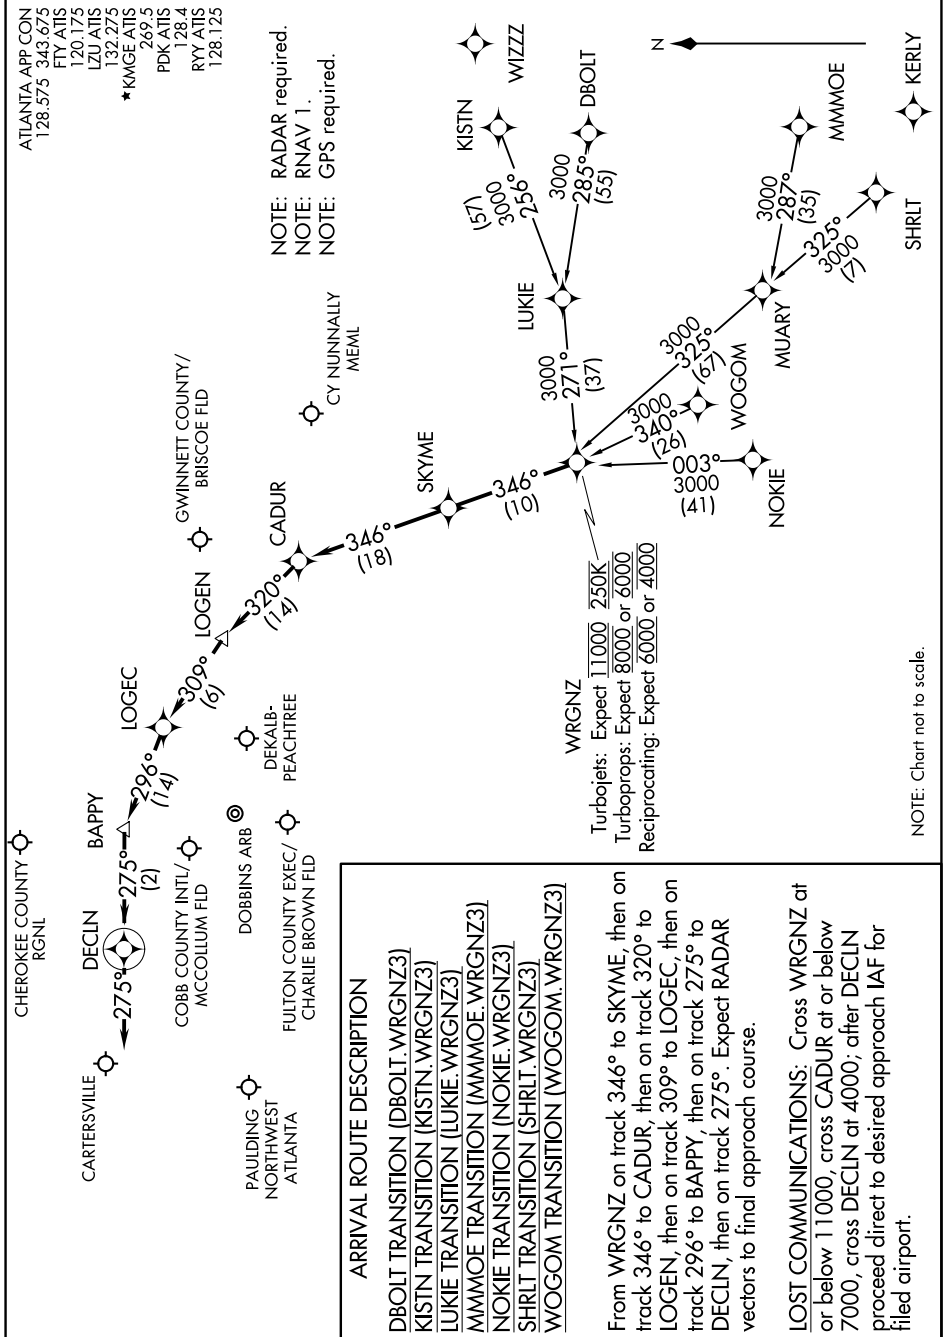 ATLANTA APP CON
128.575 343.675
FTY ATIS
120.175
LZU ATIS
132.275
★KMGE ATIS
269.5
PDK ATIS
128.4
RYY ATIS
128.125
NOTE: RADAR required.
NOTE: RNAV 1.
NOTE: GPS required.
CHEROKEE COUNTY
RGNL
CARTERSVILLE
275°
DECLN
275°
(2)
BAPPY
296°
(14)
LOGEC
309°
(6)
LOGEN
320°
(14)
CADUR
346°
(18)
SKYME
346°
(10)
GWINNETT COUNTY/
BRISCOE FLD
CY NUNNALLY
MEML
COBB COUNTY INTL/
MCCOLLUM FLD
DOBBINS ARB
DEKALB-
PEACHTREE
FULTON COUNTY EXEC/
CHARLIE BROWN FLD
PAULDING
NORTHWEST
ATLANTA
KISTN
WIZZZ
(57)
3000
256°
DBOLT
3000
285°
(55)
LUKIE
3000
271°
(37)
N
MMMOE
3000
287°
(35)
KERLY
SHRLT
325°
3000
(7)
MUARY
3000
325°
(67)
WOGOM
3000
340°
(26)
NOKIE
003°
3000
(41)
WRGNZ
Turbojets: Expect 11000 250K
Turboprops: Expect 8000 or 6000
Reciprocating: Expect 6000 or 4000
NOTE: Chart not to scale.
ARRIVAL ROUTE DESCRIPTION
DBOLT TRANSITION (DBOLT.WRGNZ3)
KISTN TRANSITION (KISTN.WRGNZ3)
LUKIE TRANSITION (LUKIE.WRGNZ3)
MMMOE TRANSITION (MMMOE.WRGNZ3)
NOKIE TRANSITION (NOKIE.WRGNZ3)
SHRLT TRANSITION (SHRLT.WRGNZ3)
WOGOM TRANSITION (WOGOM.WRGNZ3)
From WRGNZ on track 346° to SKYME, then on
track 346° to CADUR, then on track 320° to
LOGEN, then on track 309° to LOGEC, then on
track 296° to BAPPY, then on track 275° to
DECLN, then on track 275°. Expect RADAR
vectors to final approach course.
LOST COMMUNICATIONS: Cross WRGNZ at
or below 11000, cross CADUR at or below
7000, cross DECLN at 4000; after DECLN
proceed direct to desired approach IAF for
filed airport.